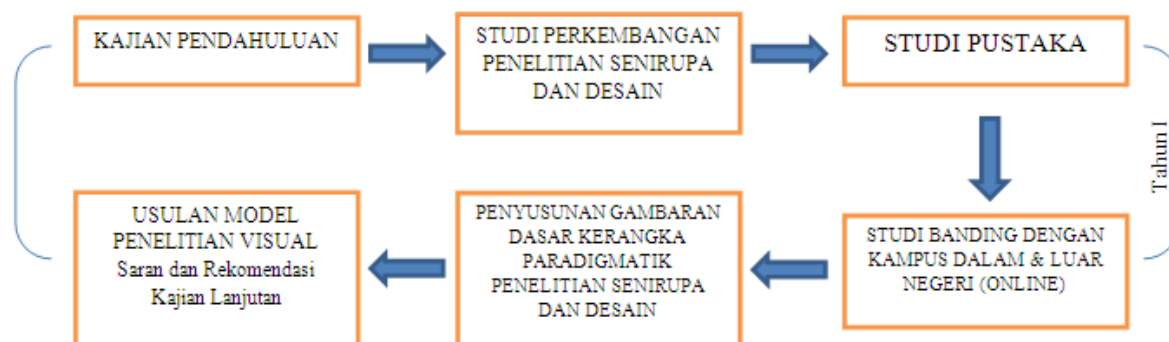 KAJIAN PENDAHULUAN
STUDI PERKEMBANGAN
PENELITIAN SENIRUPA
DAN DESAIN
STUDI PUSTAKA
Tahun I
STUDI BANDING DENGAN
KAMPUS DALAM & LUAR
NEGERI (ONLINE)
PENYUSUNAN GAMBARAN
DASAR KERANGKA
PARADIGMATIK
PENELITIAN SENIRUPA
DAN DESAIN
USULAN MODEL
PENELITIAN VISUAL
Saran dan Rekomendasi
Kajian Lanjutan